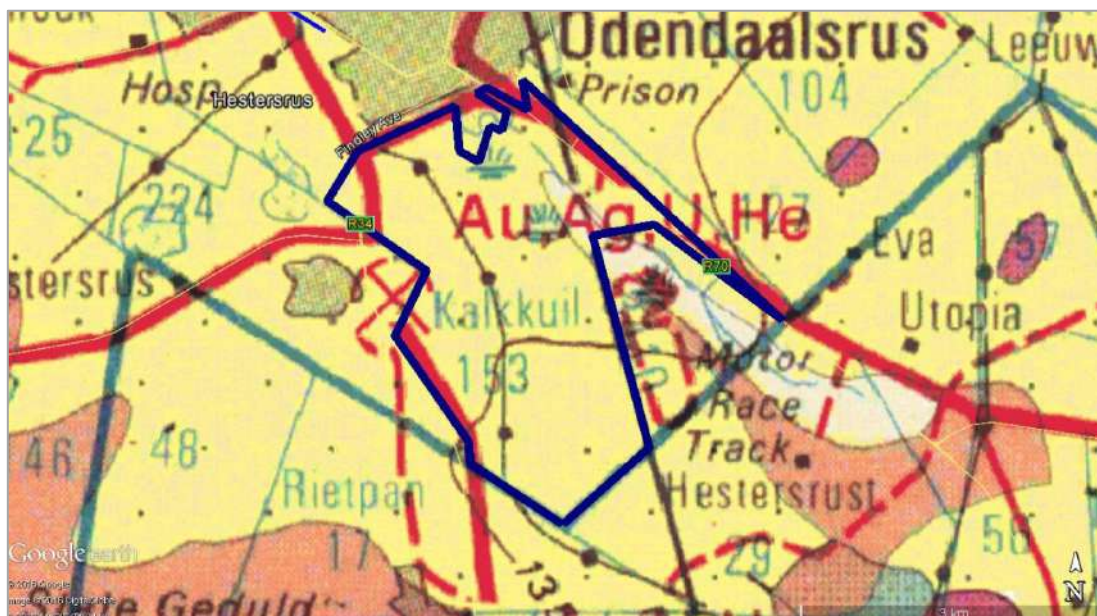 Odendaalsrus
Leeuw
Hosp
Hestersrus
Prison
104
25
Findley Ave
224
Au,Ag,U,He
127
R34
Eva
57
stersrus
R70
Kalkkuil
Utopia
153
Motor
Race
Track
46
48
Rietpan
Hestersrust
17
29
56
Google earth
13
Geduld
N
3 km